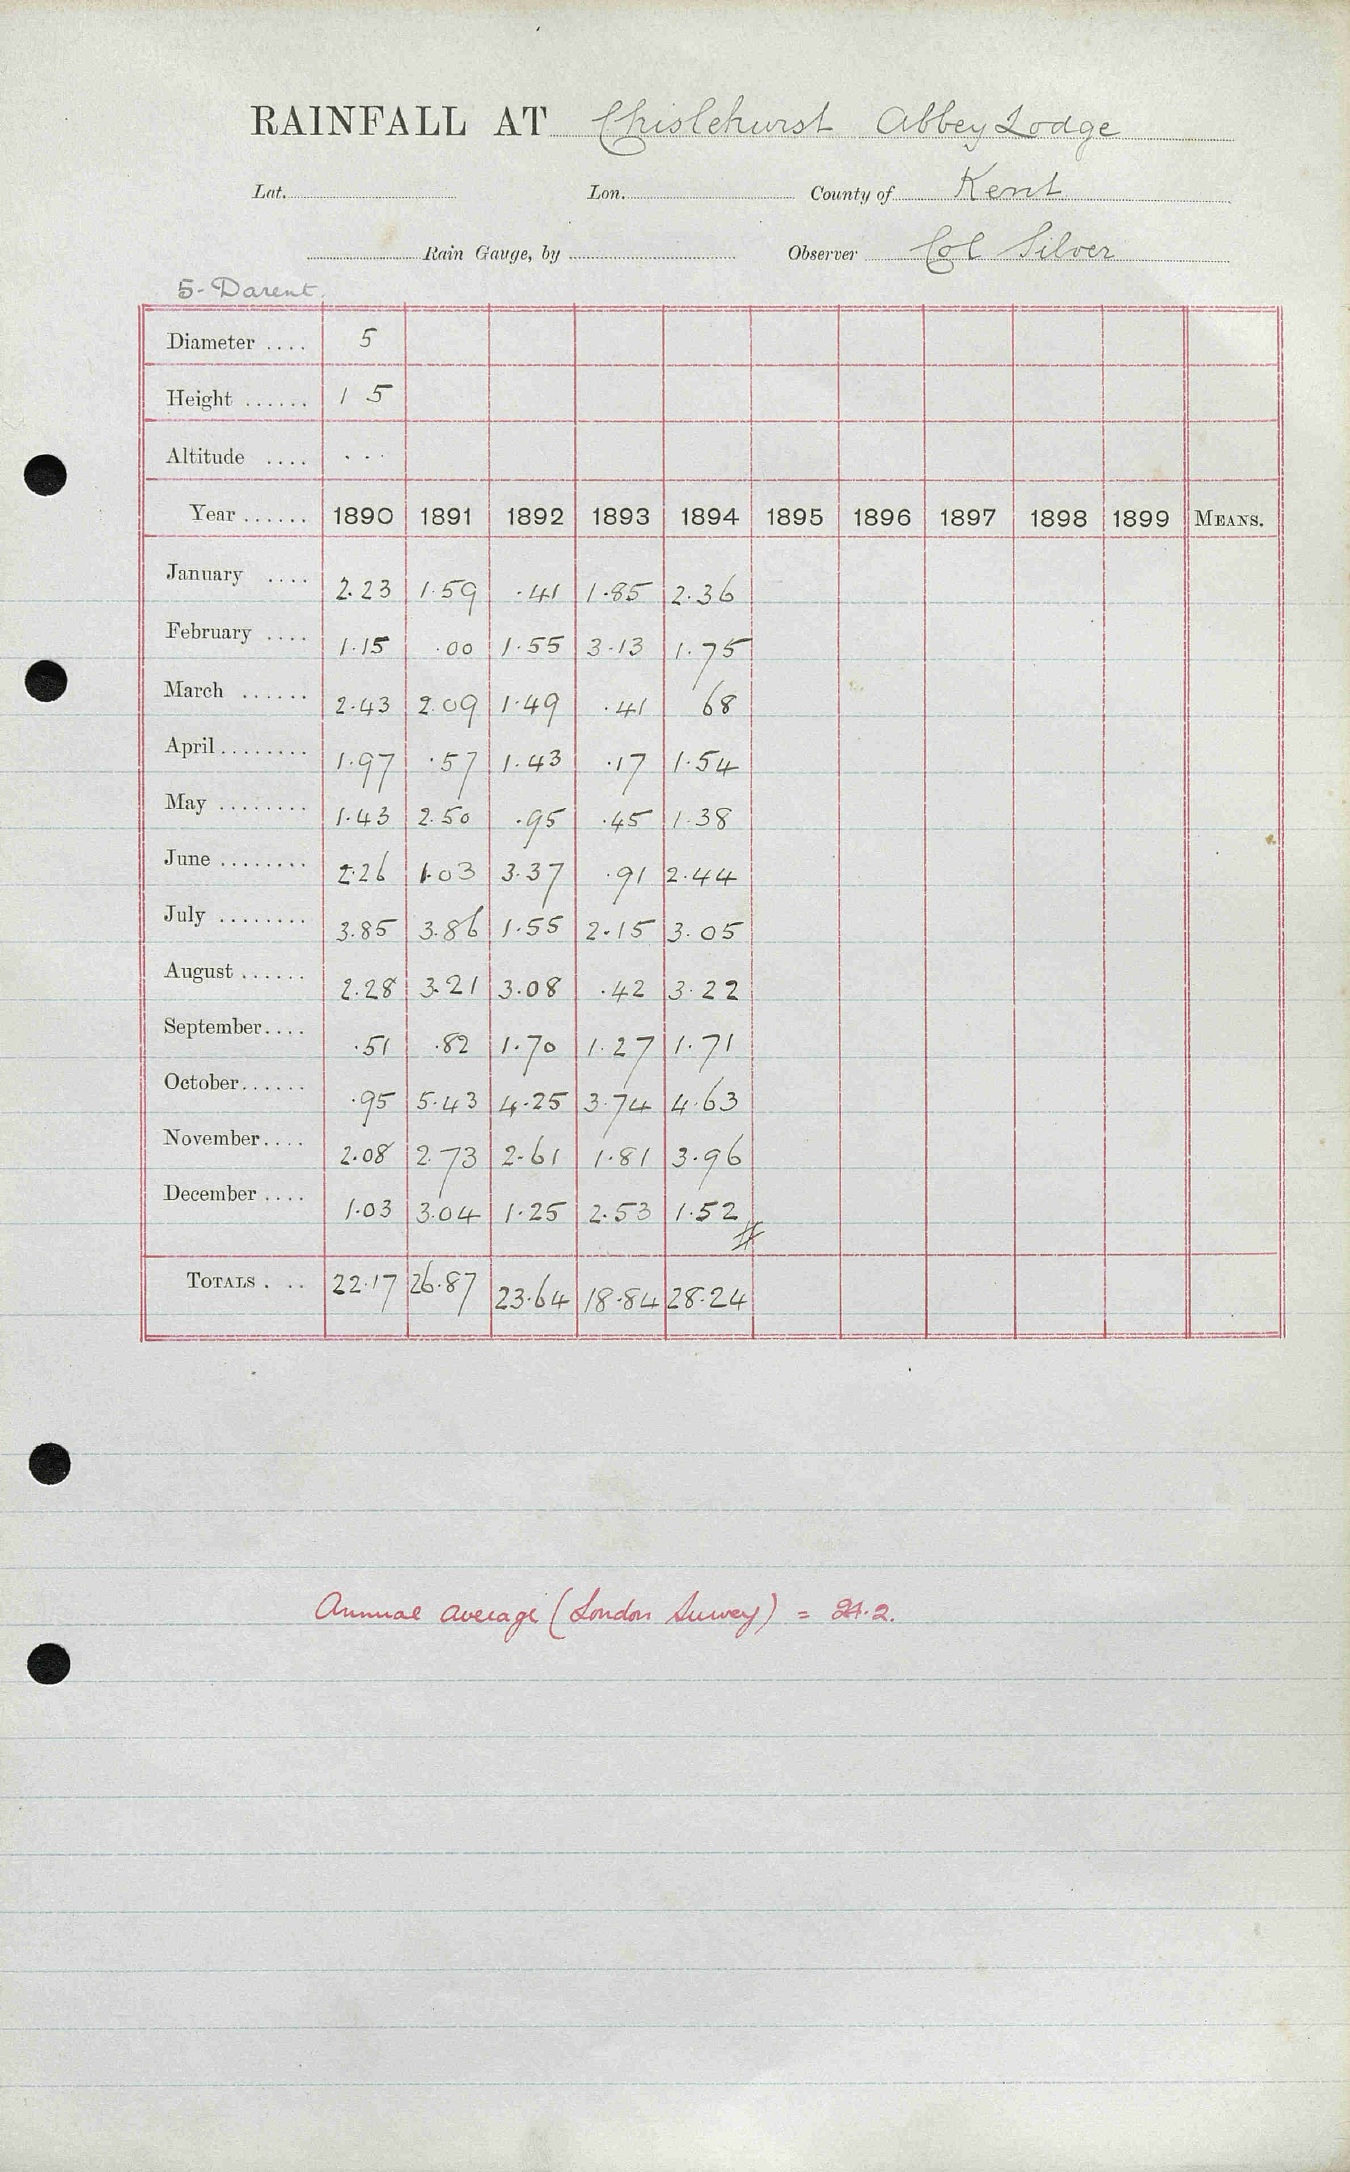 RAINFALL AT Chislehurst Abbey Lodge
Lat. Lon. County of Kent
Rain Gauge, by Observer Col Silver
5-Darent.
Diameter .... 5
Height ...... 1 5
Altitude .... ...
Year ...... 1890 1891 1892 1893 1894 1895 1896 1897 1898 1899 MEANS.
January .... 2.23 1.59 .41 1.85 2.36
February .... 1.15 .00 1.55 3.13 1.75
March ...... 2.43 2.09 1.49 .41 68
April ........ 1.97 .57 1.43 .17 1.54
May ........ 1.43 2.50 .95 .45 1.38
June ........ 2.26 1.03 3.37 .91 2.44
July ........ 3.85 3.86 1.55 2.15 3.05
August ...... 2.28 3.21 3.08 .42 3.22
September.... .51 .82 1.70 1.27 1.71
October...... .95 5.43 4.25 3.74 4.63
November.... 2.08 2.73 2.61 1.81 3.96
December .... 1.03 3.04 1.25 2.53 1.52
#
TOTALS . .. 22.17 26.87 23.64 18.84 28.24
Annual average (London Survey) = 24.2.